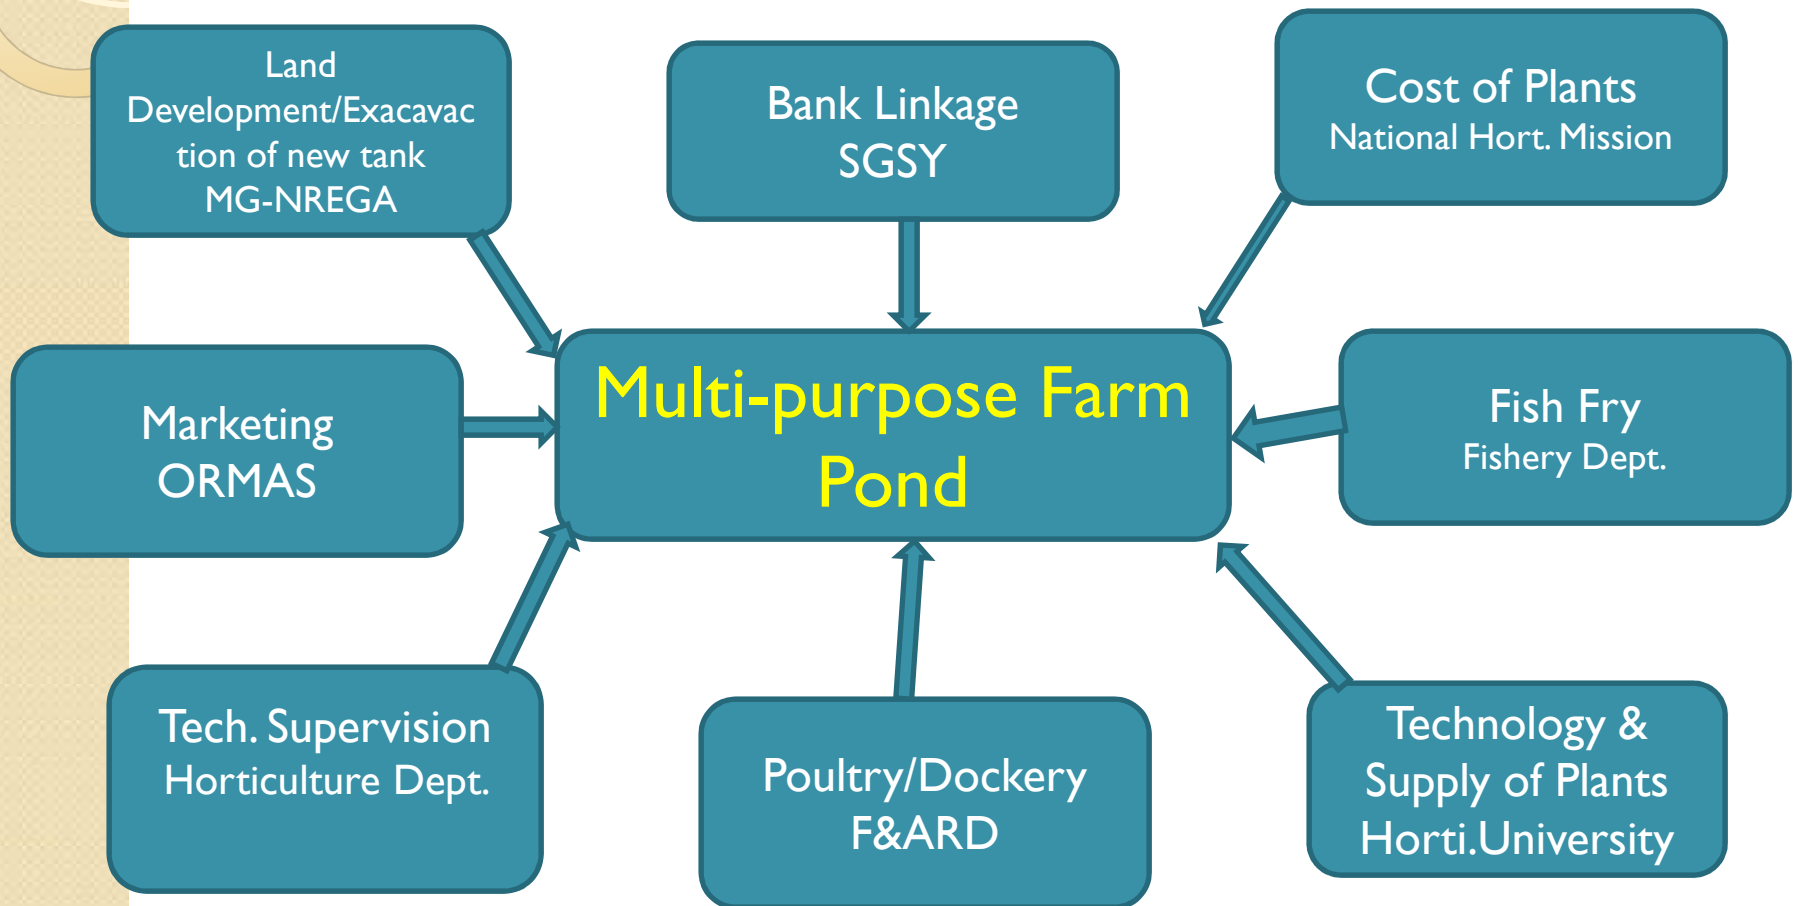 Land
Development/Exacavac
tion of new tank
MG-NREGA
Bank Linkage
SGSY
Cost of Plants
National Hort. Mission
Marketing
ORMAS
Multi-purpose Farm
Pond
Fish Fry
Fishery Dept.
Tech. Supervision
Horticulture Dept.
Poultry/Dockery
F&ARD
Technology &
Supply of Plants
Horti.University